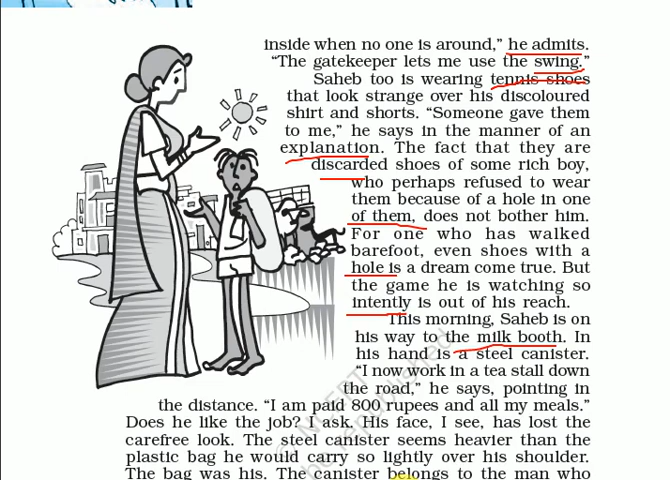 inside when no one is around,” he admits.
“The gatekeeper lets me use the swing.”
Saheb too is wearing tennis shoes
that look strange over his discoloured
shirt and shorts. “Someone gave them
to me,” he says in the manner of an
explanation. The fact that they are
discarded shoes of some rich boy,
who perhaps refused to wear
them because of a hole in one
of them, does not bother him.
For one who has walked
barefoot, even shoes with a
hole is a dream come true. But
the game he is watching so
intently is out of his reach.
This morning, Saheb is on
his way to the milk booth. In
his hand is a steel canister.
“I now work in a tea stall down
the road,” he says, pointing in
the distance. “I am paid 800 rupees and all my meals.”
Does he like the job? I ask. His face, I see, has lost the
carefree look. The steel canister seems heavier than the
plastic bag he would carry so lightly over his shoulder.
The bag was his. The canister belongs to the man who